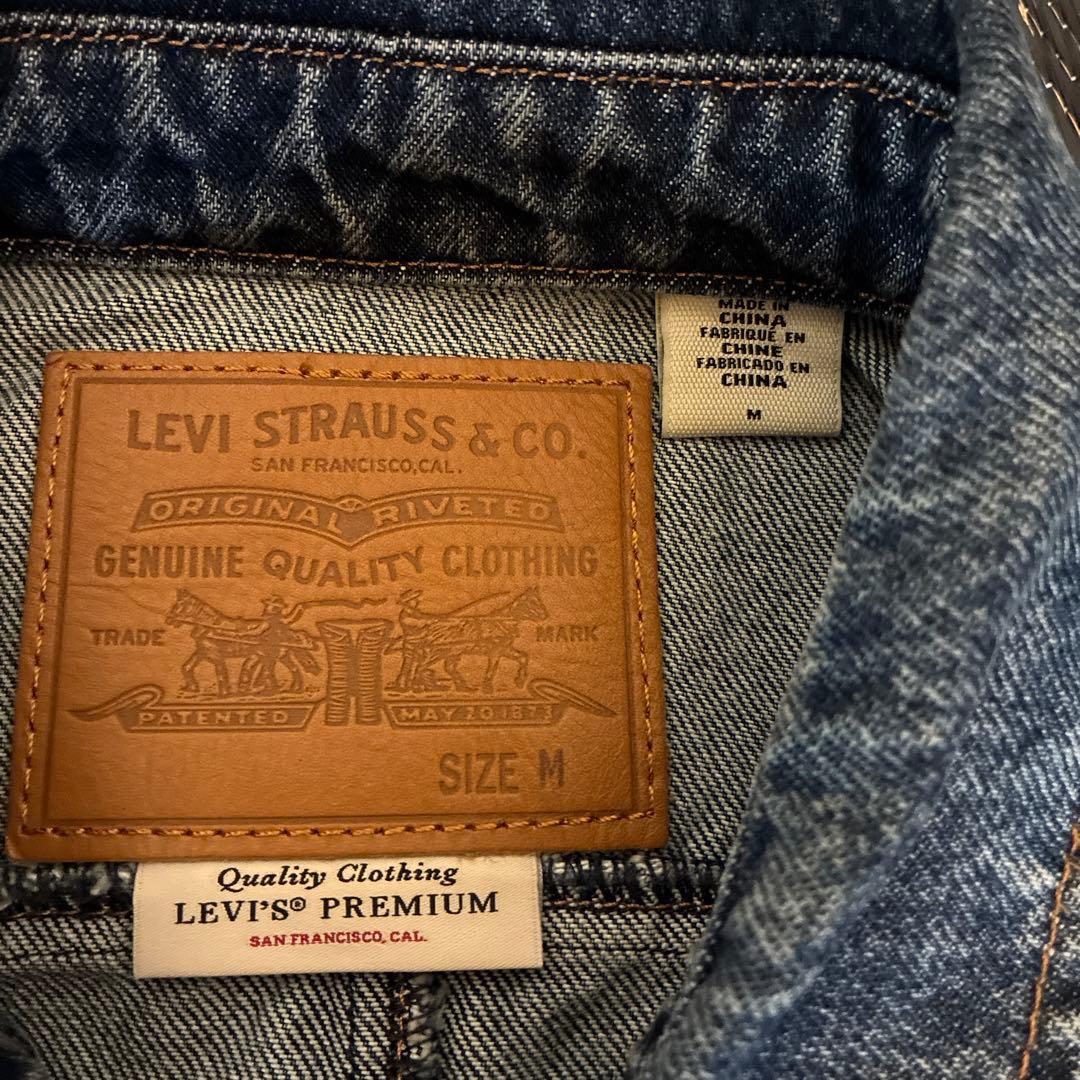 MADE IN
CHINA
FABRIQUÉ EN
CHINE
FABRICADO EN
CHINA
M
LEVI STRAUSS & CO.
SAN FRANCISCO, CAL.
ORIGINAL RIVETED
GENUINE QUALITY CLOTHING
TRADE MARK
PATENTED MAY 20 1873
SIZE M
Quality Clothing
LEVI'S® PREMIUM
SAN FRANCISCO, CAL.